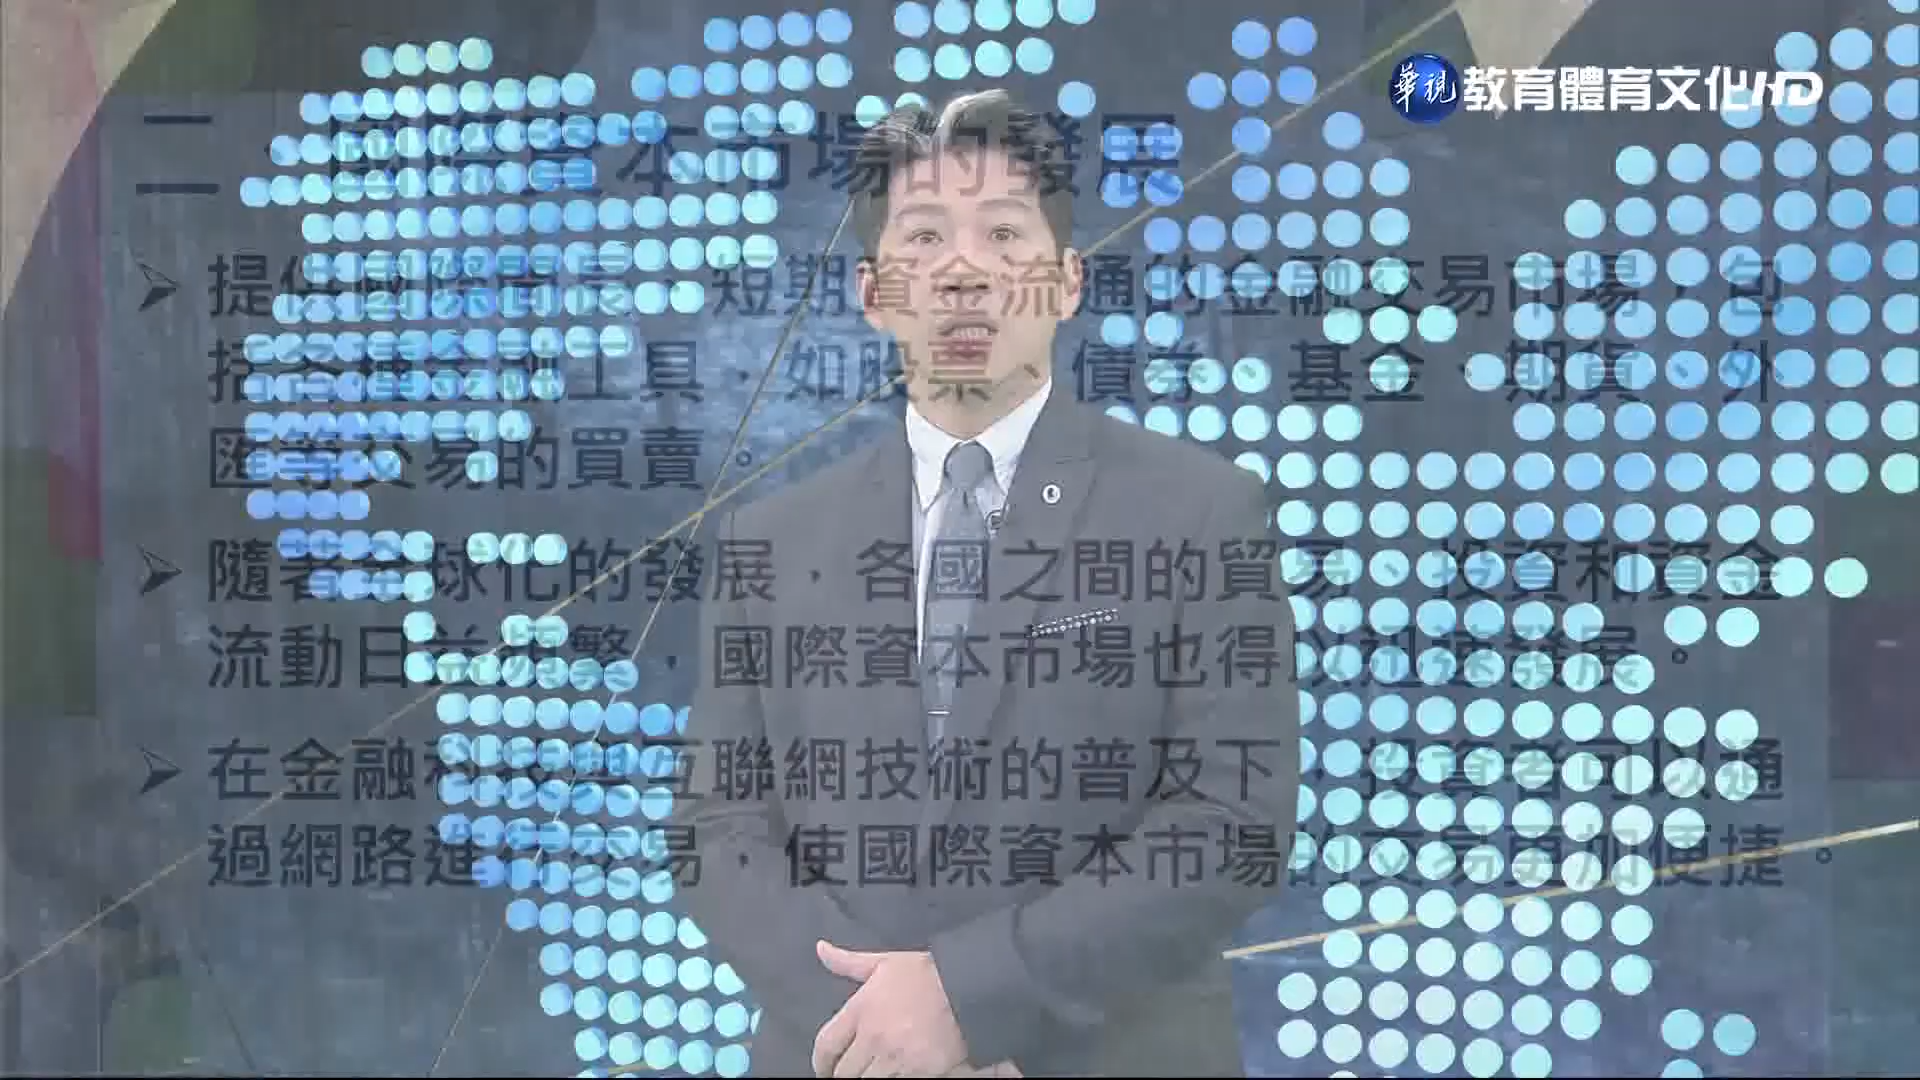 華視 教育體育文化HD
二、國際資本市場的發展
➢ 提供國際間長、短期資金流通的金融交易市場，包
括各種金融工具，如股票、債券、基金、期貨、外
匯等交易的買賣。
➢ 隨著全球化的發展，各國之間的貿易、投資和資金
流動日益頻繁，國際資本市場也得以迅速發展。
➢ 在金融科技與互聯網技術的普及下，投資者可以通
過網路進行交易，使國際資本市場的交易更加便捷。